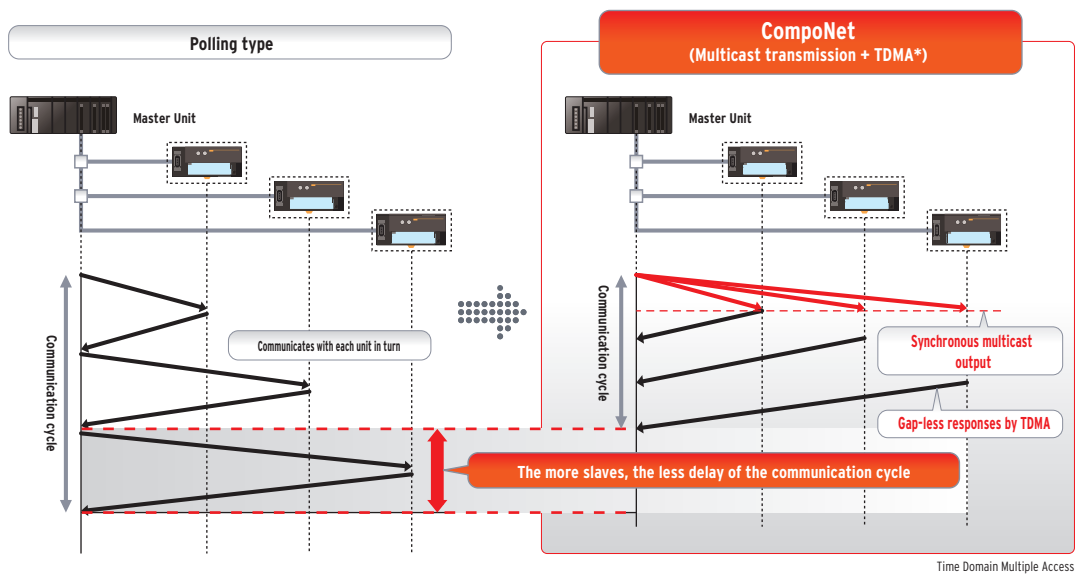 Polling type
CompoNet
(Multicast transmission + TDMA*)
Master Unit
Master Unit
Communication cycle
Communicates with each unit in turn
Communication cycle
Synchronous multicast
output
Gap-less responses by TDMA
The more slaves, the less delay of the communication cycle
Time Domain Multiple Access